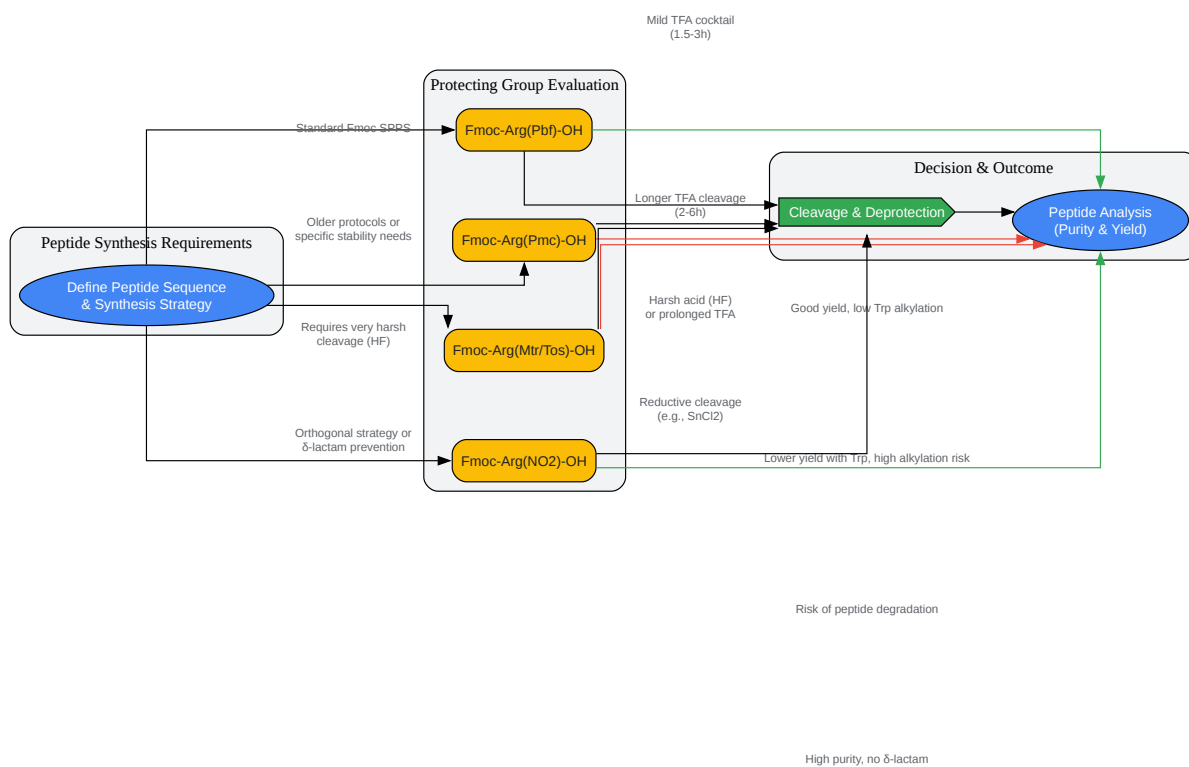 Mild TFA cocktail
(1.5-3h)
Protecting Group Evaluation
Standard Fmoc SPPS
Fmoc-Arg(Pbf)-OH
Decision & Outcome
Longer TFA cleavage
(2-6h)
Cleavage & Deprotection
Peptide Analysis
(Purity & Yield)
Older protocols or
specific stability needs
Fmoc-Arg(Pmc)-OH
Peptide Synthesis Requirements
Define Peptide Sequence
& Synthesis Strategy
Harsh acid (HF)
or prolonged TFA
Good yield, low Trp alkylation
Requires very harsh
cleavage (HF)
Fmoc-Arg(Mtr/Tos)-OH
Reductive cleavage
(e.g., SnCl2)
Orthogonal strategy or
δ-lactam prevention
Fmoc-Arg(NO2)-OH
Lower yield with Trp, high alkylation risk
Risk of peptide degradation
High purity, no δ-lactam